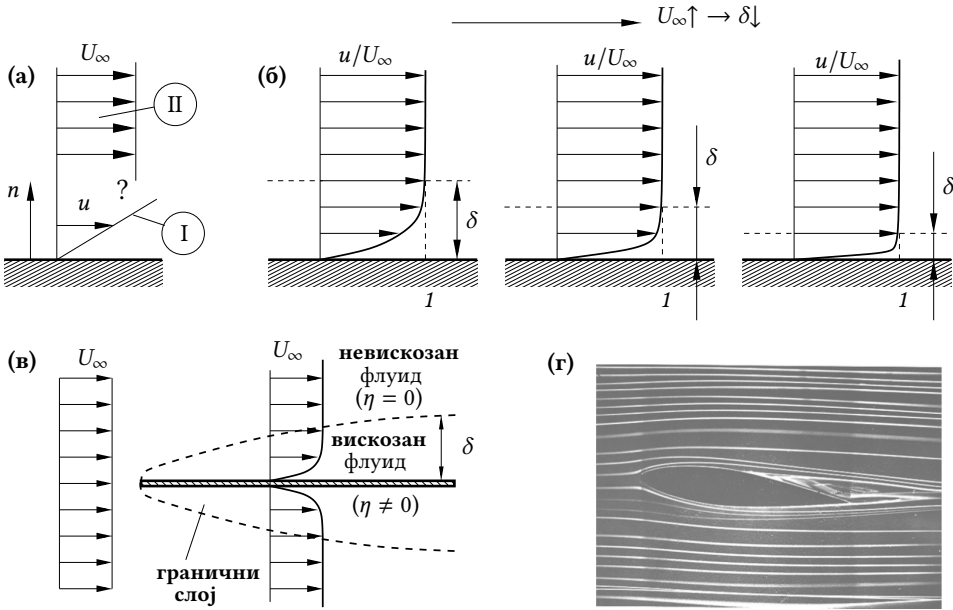 U∞↑ → δ↓
(а)
U∞
II
n
?
u
I
(б)
u/U∞
δ
1
u/U∞
δ
1
u/U∞
δ
1
(в)
U∞
U∞
невискозан
флуид
(η = 0)
вискозан
флуид
δ
(η ≠ 0)
гранични
слој
(г)